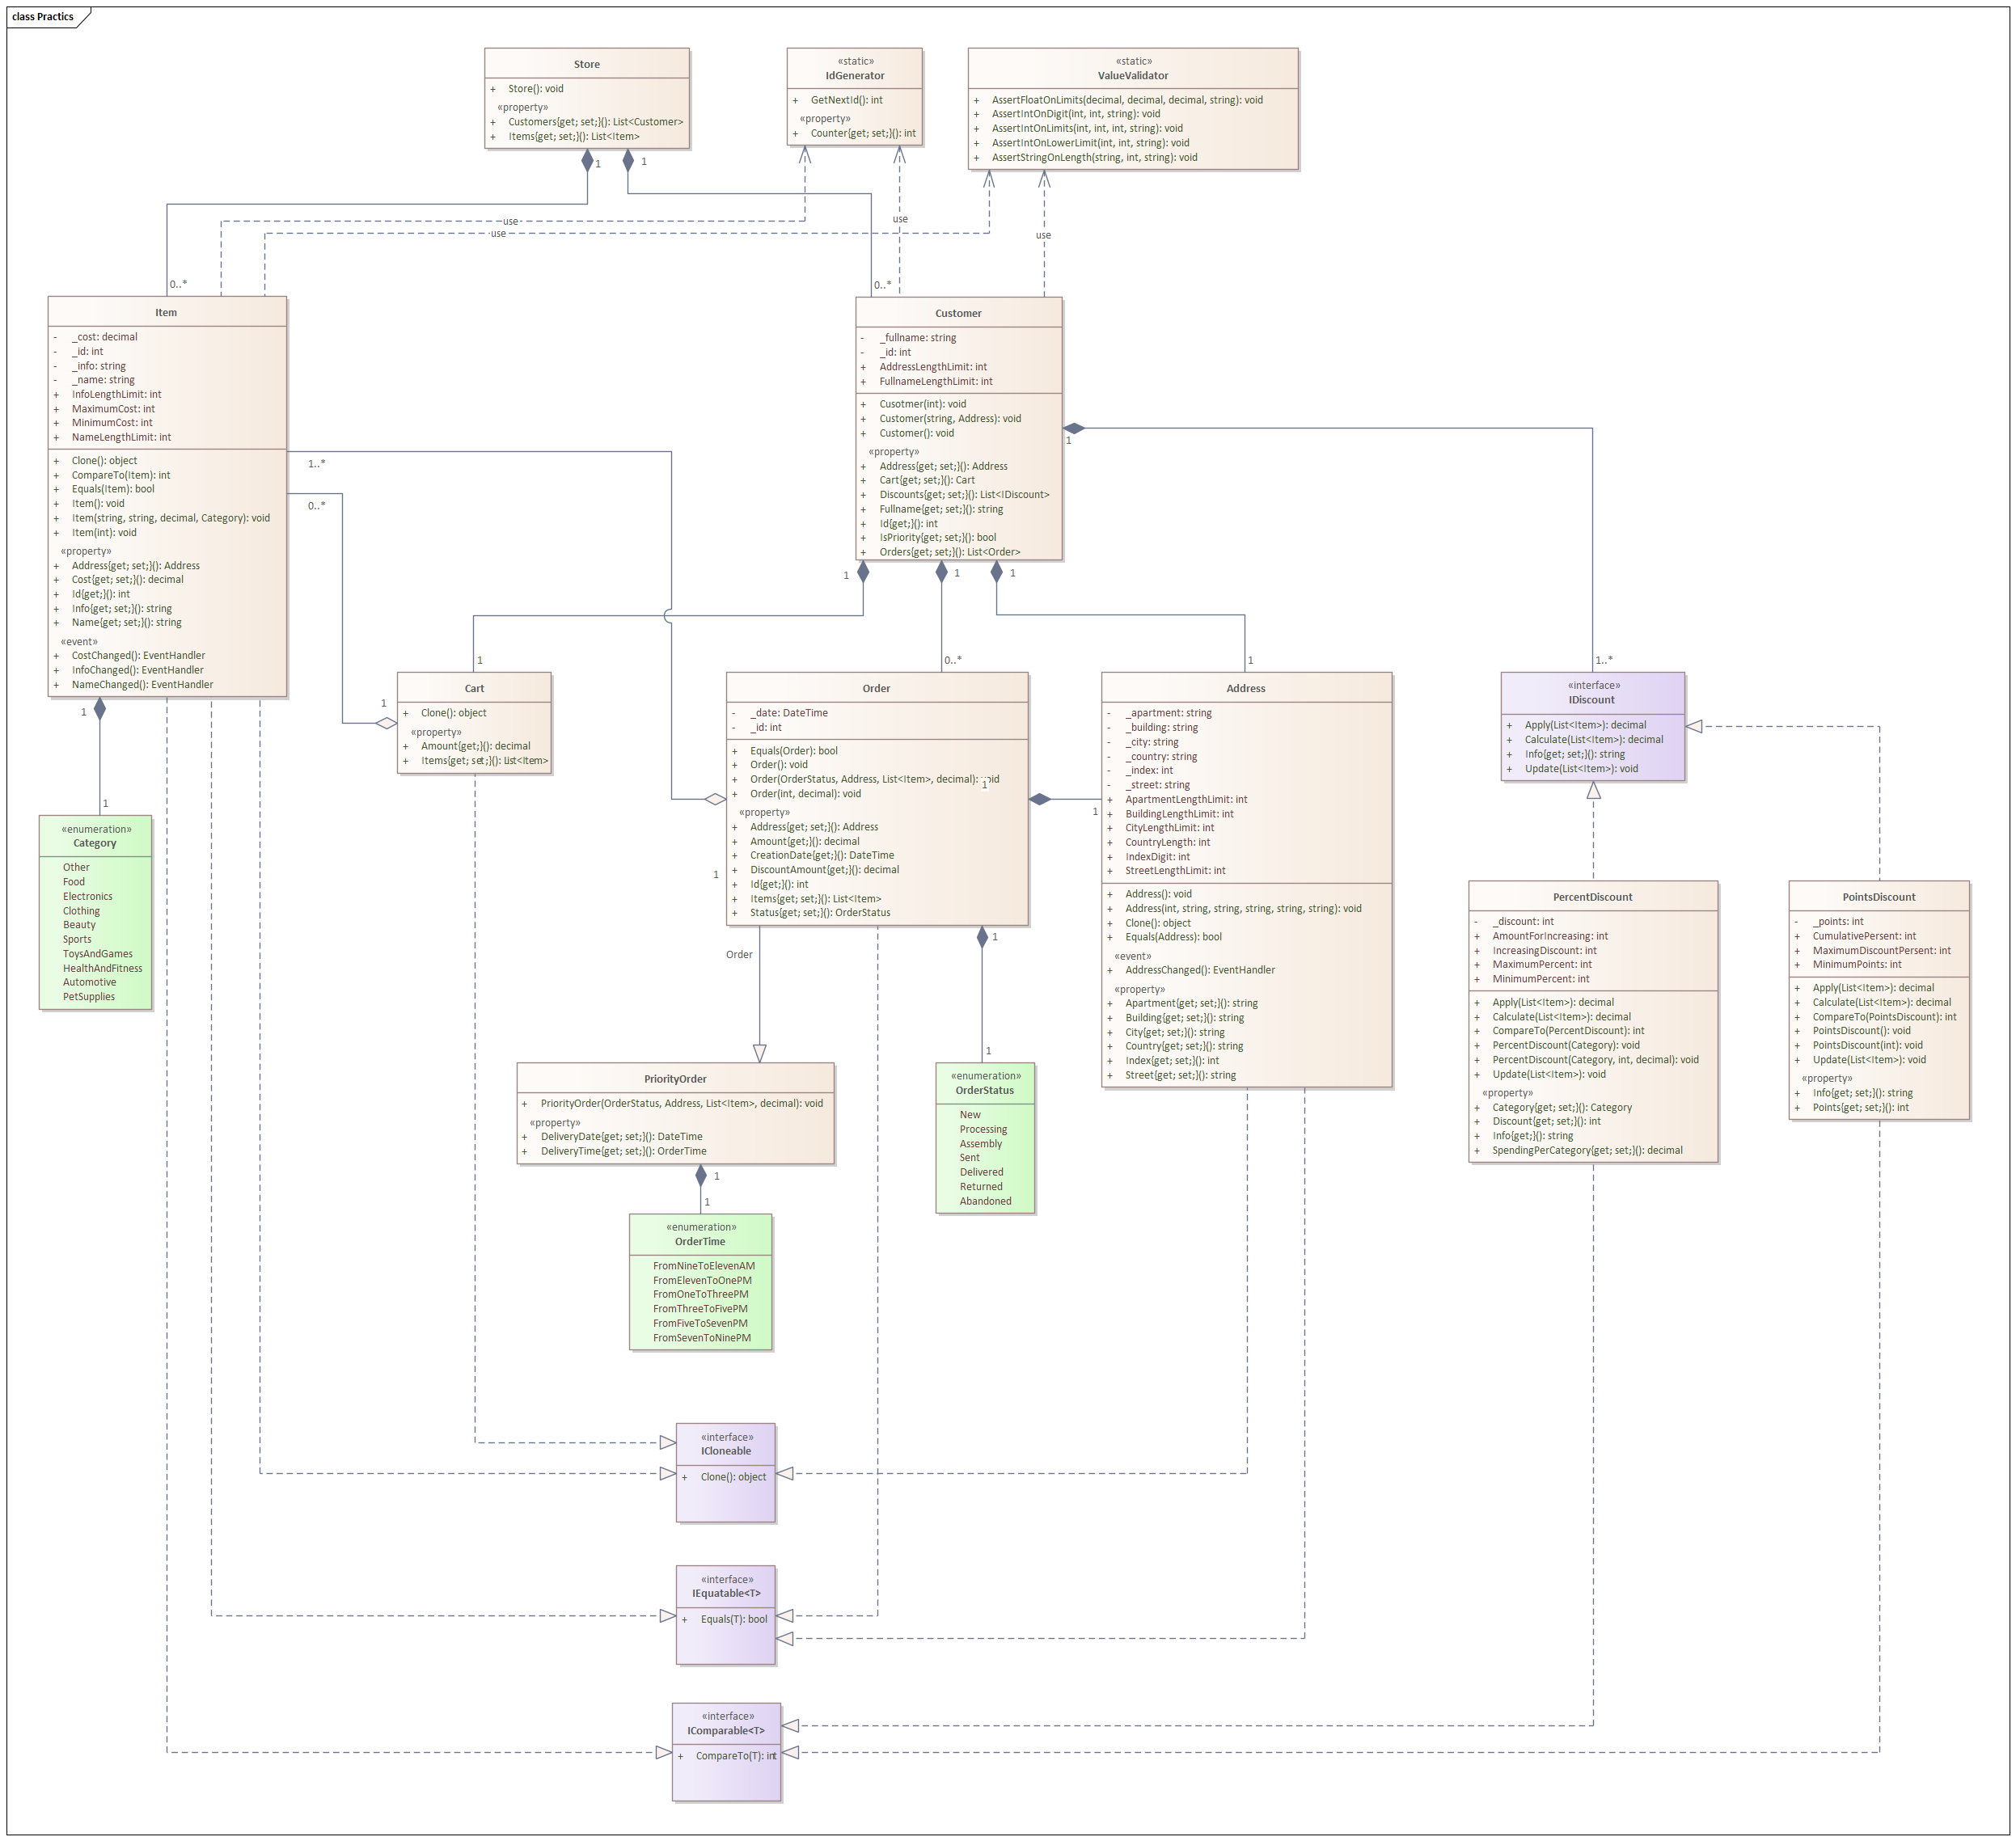 class Practics
Store
+ Store(): void
«property»
+ Customers{get; set;}(): List<Customer>
+ Items{get; set;}(): List<Item>
1
1
«static»
IdGenerator
+ GetNextId(): int
«property»
+ Counter{get; set;}(): int
«static»
ValueValidator
+ AssertFloatOnLimits(decimal, decimal, decimal, string): void
+ AssertIntOnDigit(int, int, string): void
+ AssertIntOnLimits(int, int, int, string): void
+ AssertIntOnLowerLimit(int, int, string): void
+ AssertStringOnLength(string, int, string): void
use
use
use
use
0..*
0..*
Item
- _cost: decimal
- _id: int
- _info: string
- _name: string
+ InfoLengthLimit: int
+ MaximumCost: int
+ MinimumCost: int
+ NameLengthLimit: int
+ Clone(): object
+ CompareTo(Item): int
+ Equals(Item): bool
+ Item(): void
+ Item(string, string, decimal, Category): void
+ Item(int): void
«property»
+ Address{get; set;}(): Address
+ Cost{get; set;}(): decimal
+ Id{get;}(): int
+ Info{get; set;}(): string
+ Name{get; set;}(): string
«event»
+ CostChanged(): EventHandler
+ InfoChanged(): EventHandler
+ NameChanged(): EventHandler
1..*
0..*
1
1
Customer
- _fullname: string
- _id: int
+ AddressLengthLimit: int
+ FullnameLengthLimit: int
+ Cusotmer(int): void
+ Customer(string, Address): void
+ Customer(): void
«property»
+ Address{get; set;}(): Address
+ Cart{get; set;}(): Cart
+ Discounts{get; set;}(): List<IDiscount>
+ Fullname{get; set;}(): string
+ Id{get;}(): int
+ IsPriority{get; set;}(): bool
+ Orders{get; set;}(): List<Order>
1
1
1
1
1
0..*
1
1..*
Cart
+ Clone(): object
«property»
+ Amount{get;}(): decimal
+ Items{get; set;}(): List<Item>
1
Order
- _date: DateTime
- _id: int
+ Equals(Order): bool
+ Order(): void
+ Order(OrderStatus, Address, List<Item>, decimal): void
+ Order(int, decimal): void
«property»
+ Address{get; set;}(): Address
+ Amount{get;}(): decimal
+ CreationDate{get;}(): DateTime
+ DiscountAmount{get;}(): decimal
+ Id{get;}(): int
+ Items{get; set;}(): List<Item>
+ Status{get; set;}(): OrderStatus
1
1
1
Order
Address
- _apartment: string
- _building: string
- _city: string
- _country: string
- _index: int
- _street: string
+ ApartmentLengthLimit: int
+ BuildingLengthLimit: int
+ CityLengthLimit: int
+ CountryLength: int
+ IndexDigit: int
+ StreetLengthLimit: int
+ Address(): void
+ Address(int, string, string, string, string, string): void
+ Clone(): object
+ Equals(Address): bool
«event»
+ AddressChanged(): EventHandler
«property»
+ Apartment{get; set;}(): string
+ Building{get; set;}(): string
+ City{get; set;}(): string
+ Country{get; set;}(): string
+ Index{get; set;}(): int
+ Street{get; set;}(): string
«interface»
IDiscount
+ Apply(List<Item>): decimal
+ Calculate(List<Item>): decimal
+ Info{get; set;}(): string
+ Update(List<Item>): void
«enumeration»
Category
Other
Food
Electronics
Clothing
Beauty
Sports
ToysAndGames
HealthAndFitness
Automotive
PetSupplies
PercentDiscount
- _discount: int
+ AmountForIncreasing: int
+ IncreasingDiscount: int
+ MaximumPercent: int
+ MinimumPercent: int
+ Apply(List<Item>): decimal
+ Calculate(List<Item>): decimal
+ CompareTo(PercentDiscount): int
+ PercentDiscount(Category): void
+ PercentDiscount(Category, int, decimal): void
+ Update(List<Item>): void
«property»
+ Category{get; set;}(): Category
+ Discount{get; set;}(): int
+ Info{get;}(): string
+ SpendingPerCategory{get; set;}(): decimal
PointsDiscount
- _points: int
+ CumulativePersent: int
+ MaximumDiscountPersent: int
+ MinimumPoints: int
+ Apply(List<Item>): decimal
+ Calculate(List<Item>): decimal
+ CompareTo(PointsDiscount): int
+ PointsDiscount(): void
+ PointsDiscount(int): void
+ Update(List<Item>): void
«property»
+ Info{get; set;}(): string
+ Points{get; set;}(): int
1
1
PriorityOrder
+ PriorityOrder(OrderStatus, Address, List<Item>, decimal): void
«property»
+ DeliveryDate{get; set;}(): DateTime
+ DeliveryTime{get; set;}(): OrderTime
1
1
«enumeration»
OrderStatus
New
Processing
Assembly
Sent
Delivered
Returned
Abandoned
«enumeration»
OrderTime
FromNineToElevenAM
FromElevenToOnePM
FromOneToThreePM
FromThreeToFivePM
FromFiveToSevenPM
FromSevenToNinePM
«interface»
ICloneable
+ Clone(): object
«interface»
IEquatable<T>
+ Equals(T): bool
«interface»
IComparable<T>
+ CompareTo(T): int